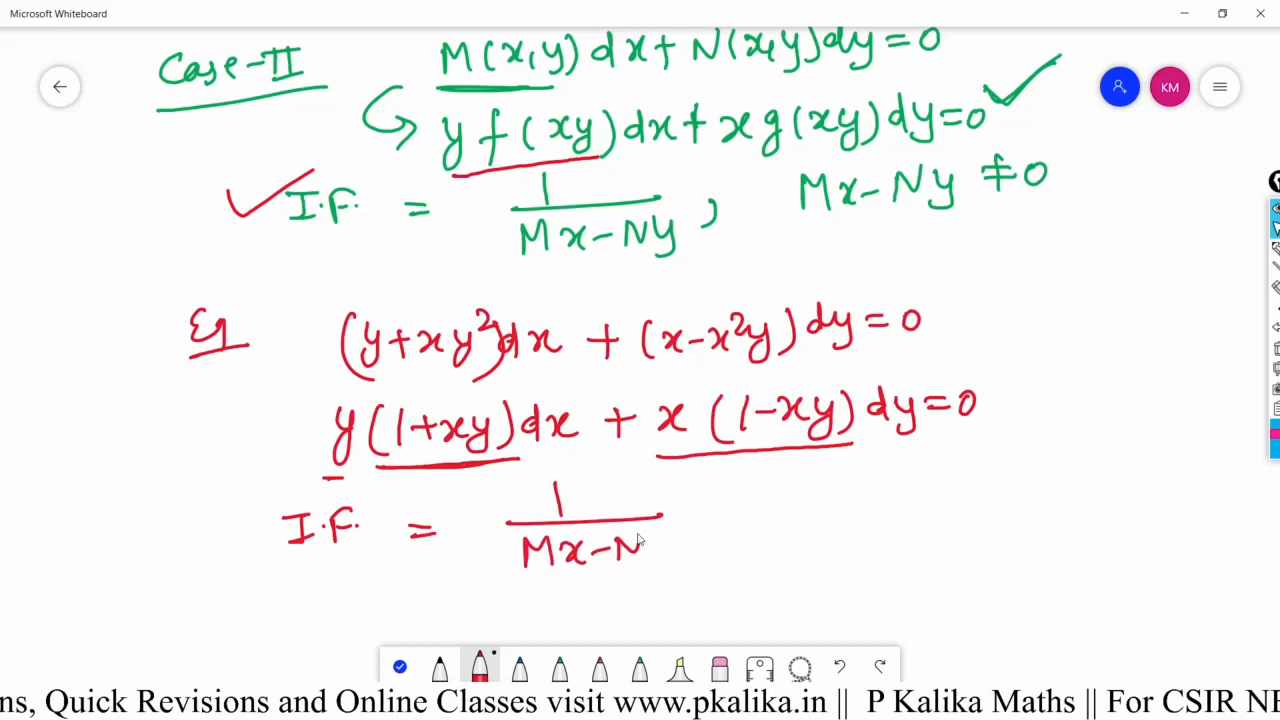 Microsoft Whiteboard
Case-II M(x,y)dx+N(x,y)dy=0
KM
y f(xy)dx+xg(xy)dy=0
I.F. = 1/(Mx-Ny), Mx-Ny ≠ 0
Eg (y+xy²)dx + (x-x²y)dy=0
y(1+xy)dx + x(1-xy)dy=0
I.F. = 1/(Mx-N
ns, Quick Revisions and Online Classes visit www.pkalika.in || P Kalika Maths || For CSIR NE